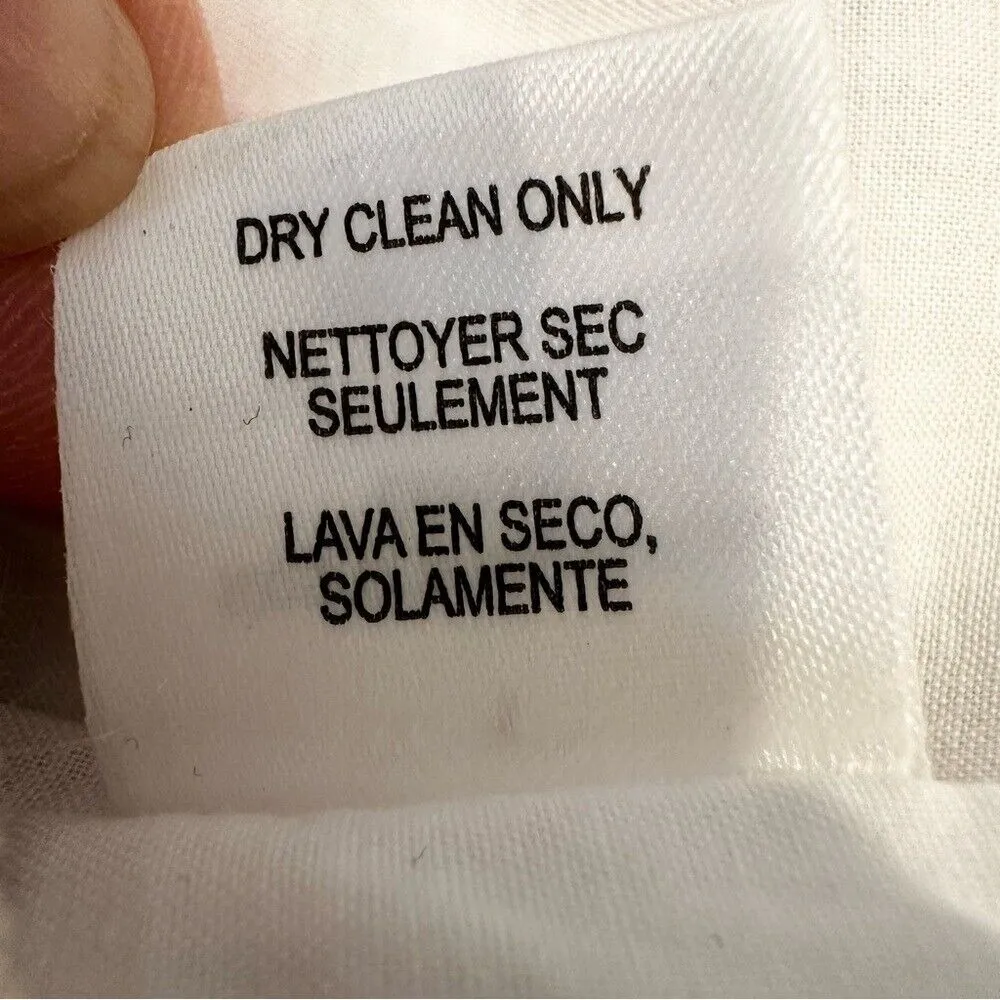 DRY CLEAN ONLY
NETTOYER SEC
SEULEMENT
LAVA EN SECO,
SOLAMENTE